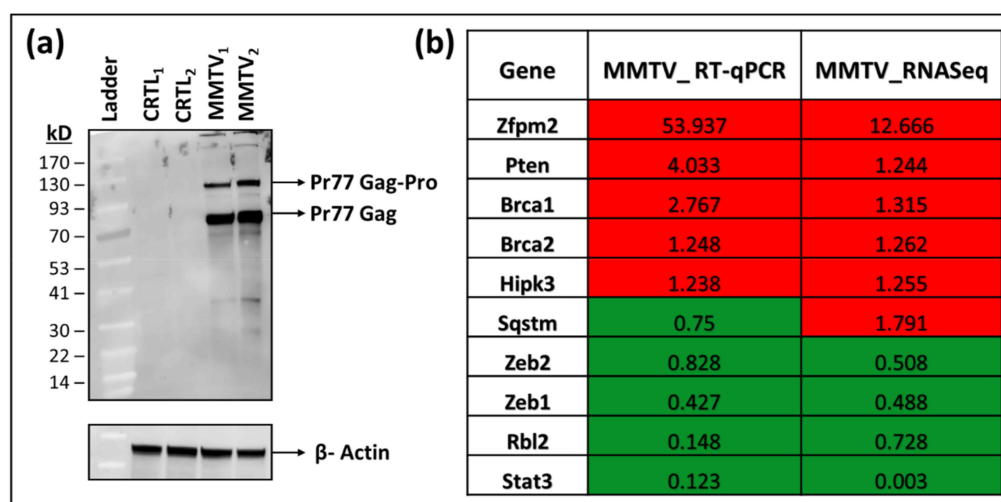 (a)
Ladder
CRTL₁
CRTL₂
MMTV₁
MMTV₂
kD
170 –
130 –
93 –
70 –
53 –
41 –
30 –
22 –
14 –
Pr77 Gag-Pro
Pr77 Gag
β- Actin
(b)
Gene MMTV_ RT-qPCR MMTV_RNASeq
Zfpm2 53.937 12.666
Pten 4.033 1.244
Brca1 2.767 1.315
Brca2 1.248 1.262
Hipk3 1.238 1.255
Sqstm 0.75 1.791
Zeb2 0.828 0.508
Zeb1 0.427 0.488
Rbl2 0.148 0.728
Stat3 0.123 0.003